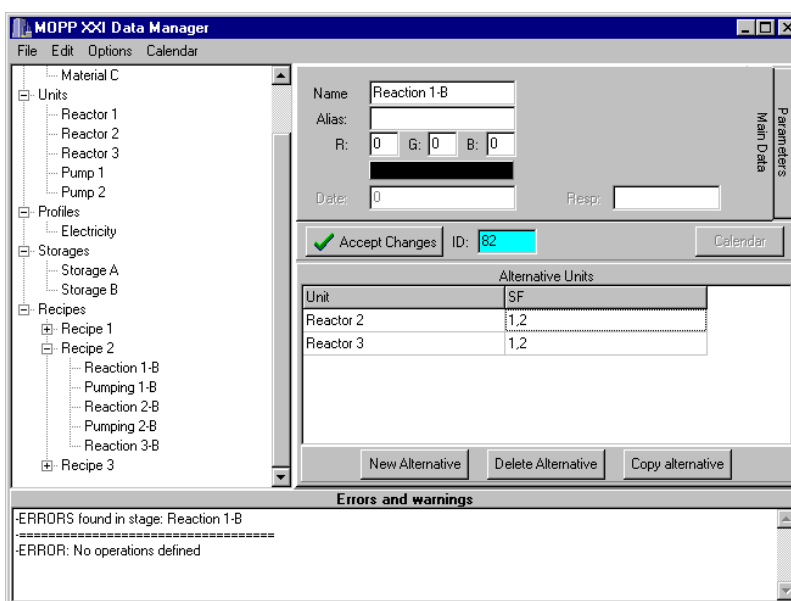 MOPP XXI Data Manager
File Edit Options Calendar
Material C
Units
Reactor 1
Reactor 2
Reactor 3
Pump 1
Pump 2
Profiles
Electricity
Storages
Storage A
Storage B
Recipes
Recipe 1
Recipe 2
Reaction 1-B
Pumping 1-B
Reaction 2-B
Pumping 2-B
Reaction 3-B
Recipe 3
Name Reaction 1-B
Alias:
R: 0 G: 0 B: 0
Date: 0 Resp:
Main Data
Parameters
Accept Changes ID: 82 Calendar
Alternative Units
Unit SF
Reactor 2 1,2
Reactor 3 1,2
New Alternative Delete Alternative Copy alternative
Errors and warnings
-ERRORS found in stage: Reaction 1-B
-===================================
-ERROR: No operations defined